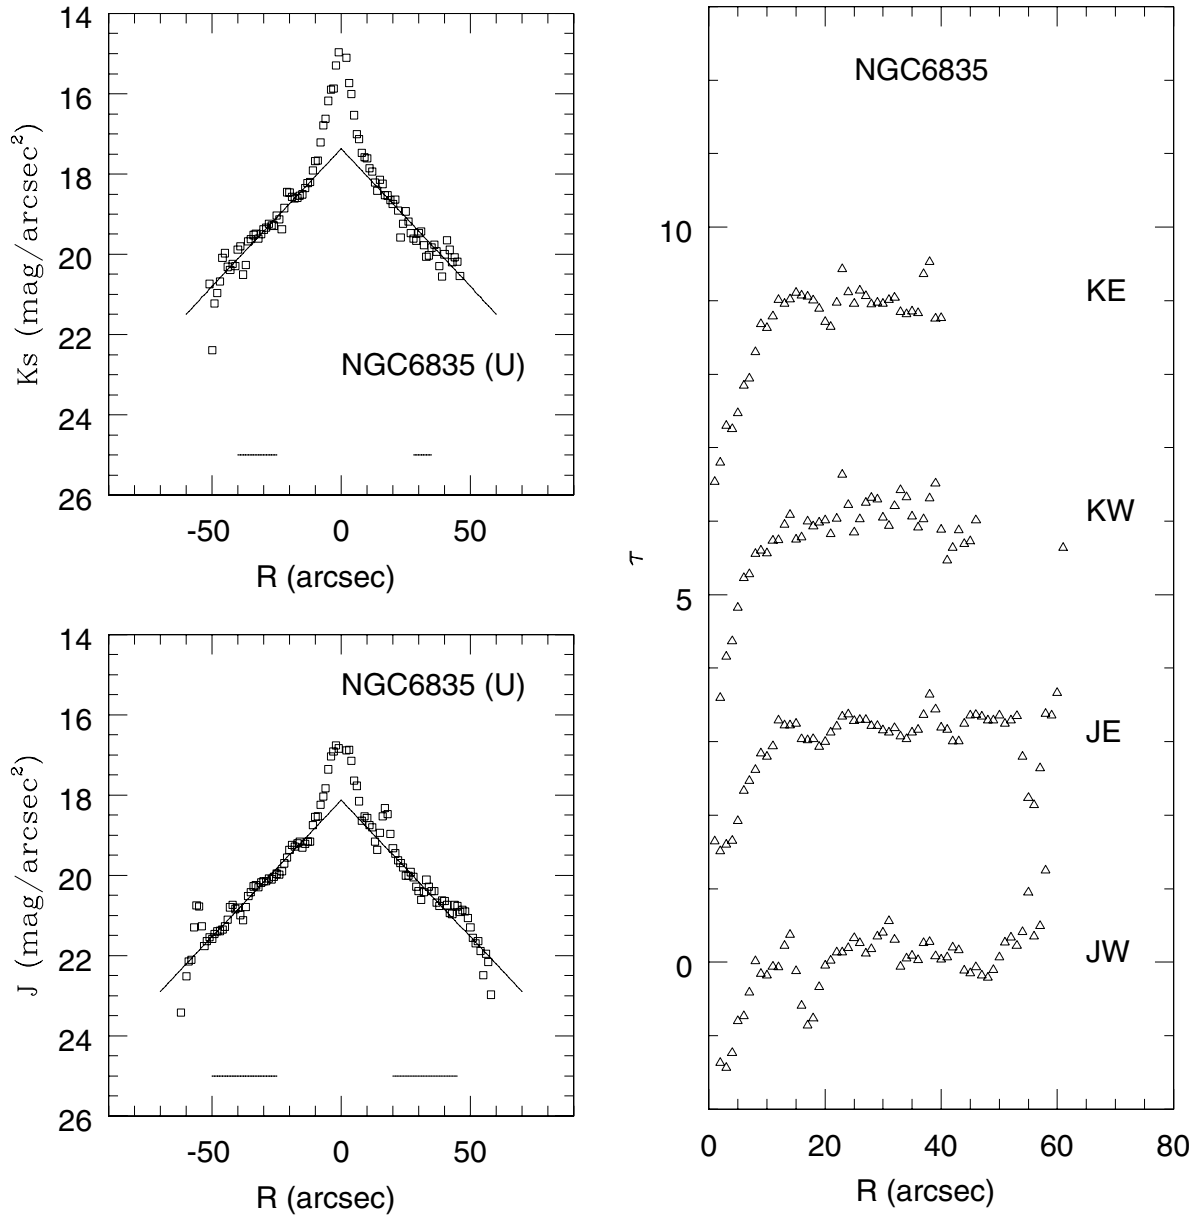 14
16
18
20
22
24
26
Ks (mag/arcsec²)
NGC6835 (U)
-50 0 50
R (arcsec)
14
16
18
20
22
24
26
J (mag/arcsec²)
NGC6835 (U)
-50 0 50
R (arcsec)
NGC6835
10
5
0
τ
KE
KW
JE
JW
0 20 40 60 80
R (arcsec)